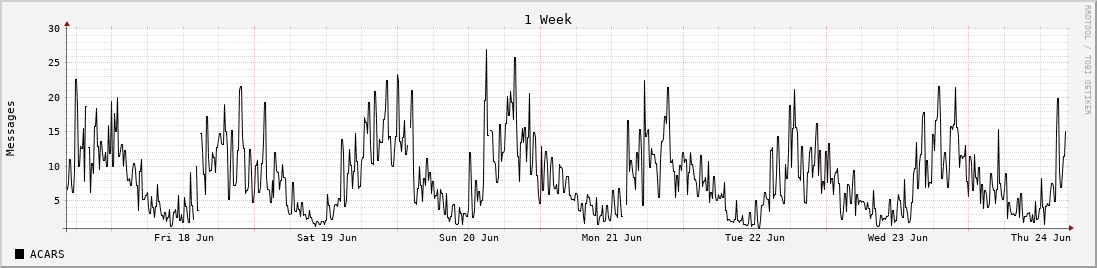 1 Week
RRDTOOL / TOBI OETIKER
Messages
30
25
20
15
10
5
Fri 18 Jun Sat 19 Jun Sun 20 Jun Mon 21 Jun Tue 22 Jun Wed 23 Jun Thu 24 Jun
ACARS